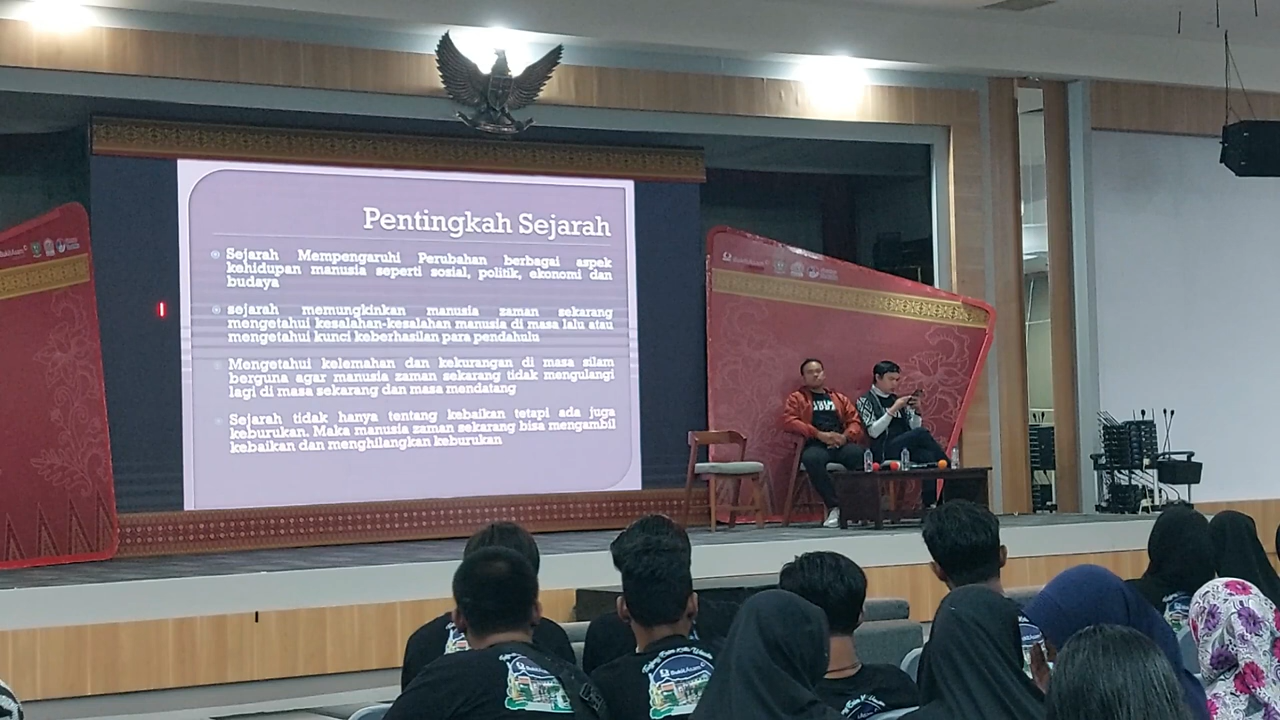 Pentingkah Sejarah
Sejarah Mempengaruhi Perubahan berbagai aspek
kehidupan manusia seperti sosial, politik, ekonomi dan
budaya
sejarah memungkinkan manusia zaman sekarang
mengetahui kesalahan-kesalahan manusia di masa lalu atau
mengetahui kunci keberhasilan para pendahulu
Mengetahui kelemahan dan kekurangan di masa silam
berguna agar manusia zaman sekarang tidak mengulangi
lagi di masa sekarang dan masa mendatang
Sejarah tidak hanya tentang kebaikan tetapi ada juga
keburukan. Maka manusia zaman sekarang bisa mengambil
kebaikan dan menghilangkan keburukan
BukitAsam
BukitAsam
BukitAsam